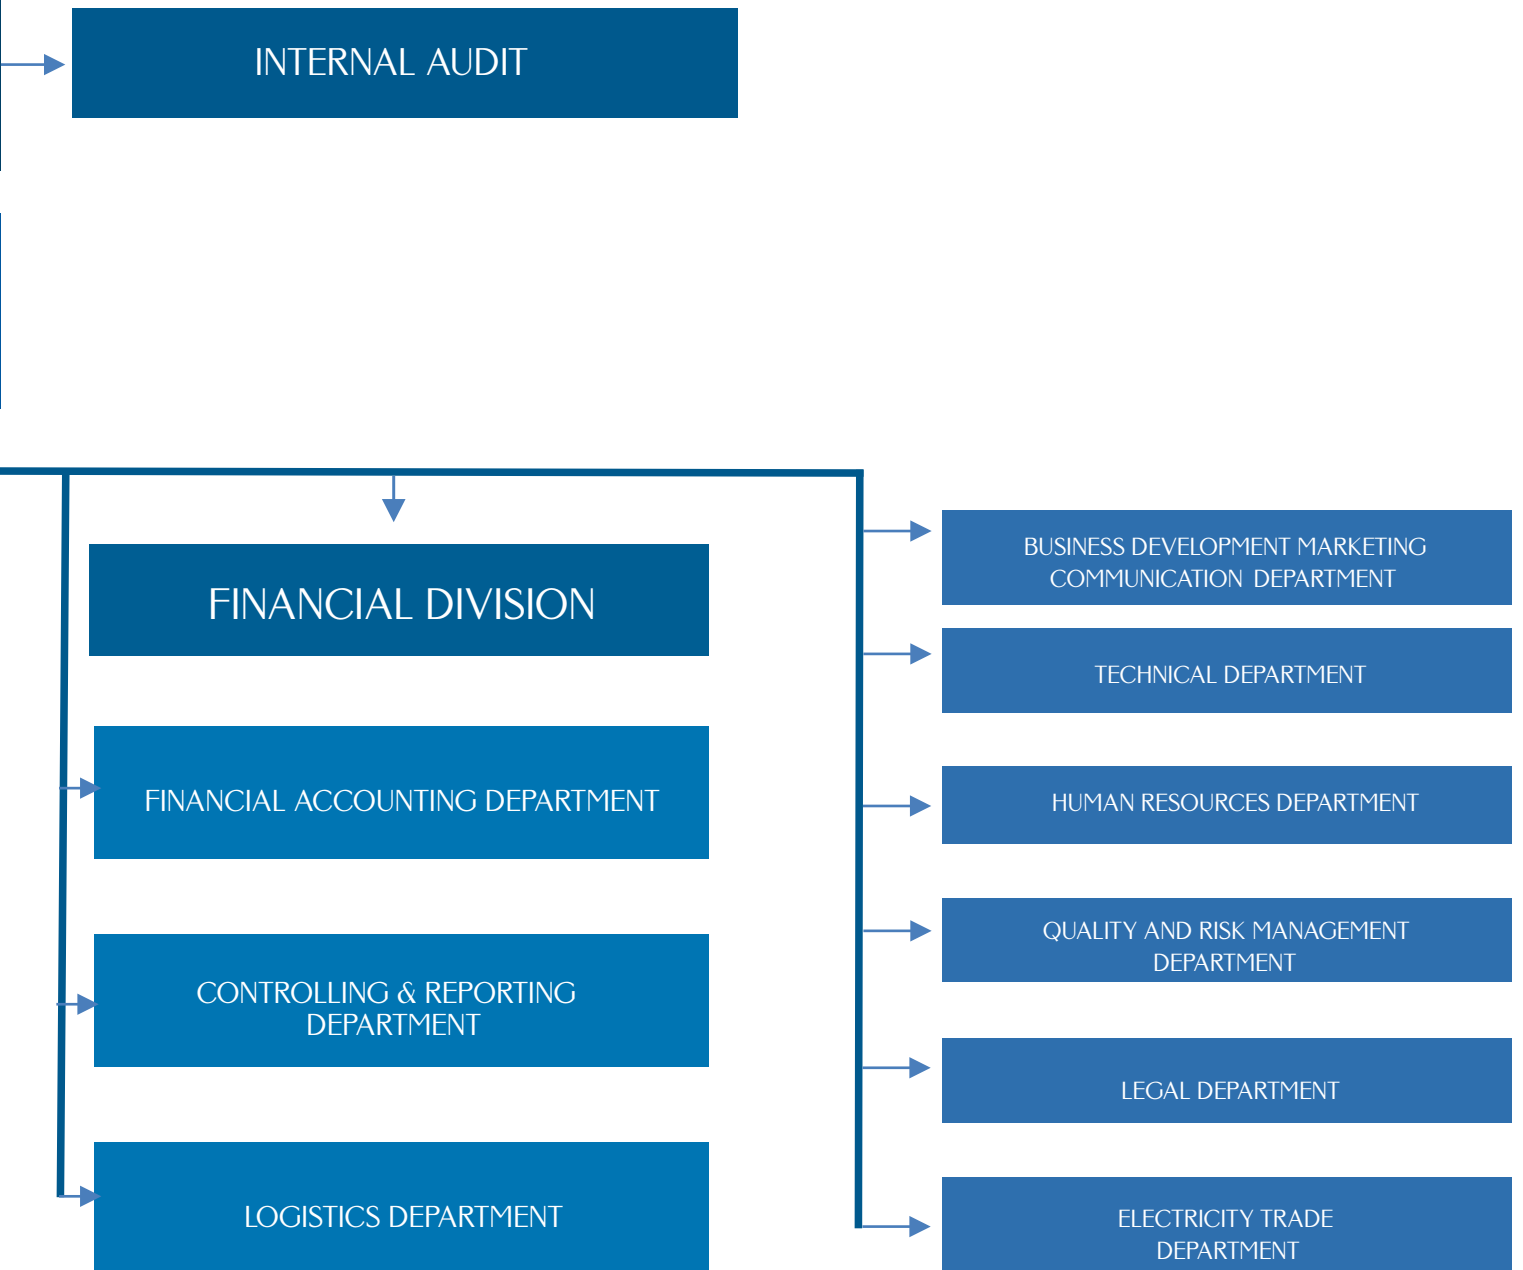 INTERNAL AUDIT
FINANCIAL DIVISION
FINANCIAL ACCOUNTING DEPARTMENT
CONTROLLING & REPORTING
DEPARTMENT
LOGISTICS DEPARTMENT
BUSINESS DEVELOPMENT MARKETING
COMMUNICATION DEPARTMENT
TECHNICAL DEPARTMENT
HUMAN RESOURCES DEPARTMENT
QUALITY AND RISK MANAGEMENT
DEPARTMENT
LEGAL DEPARTMENT
ELECTRICITY TRADE
DEPARTMENT